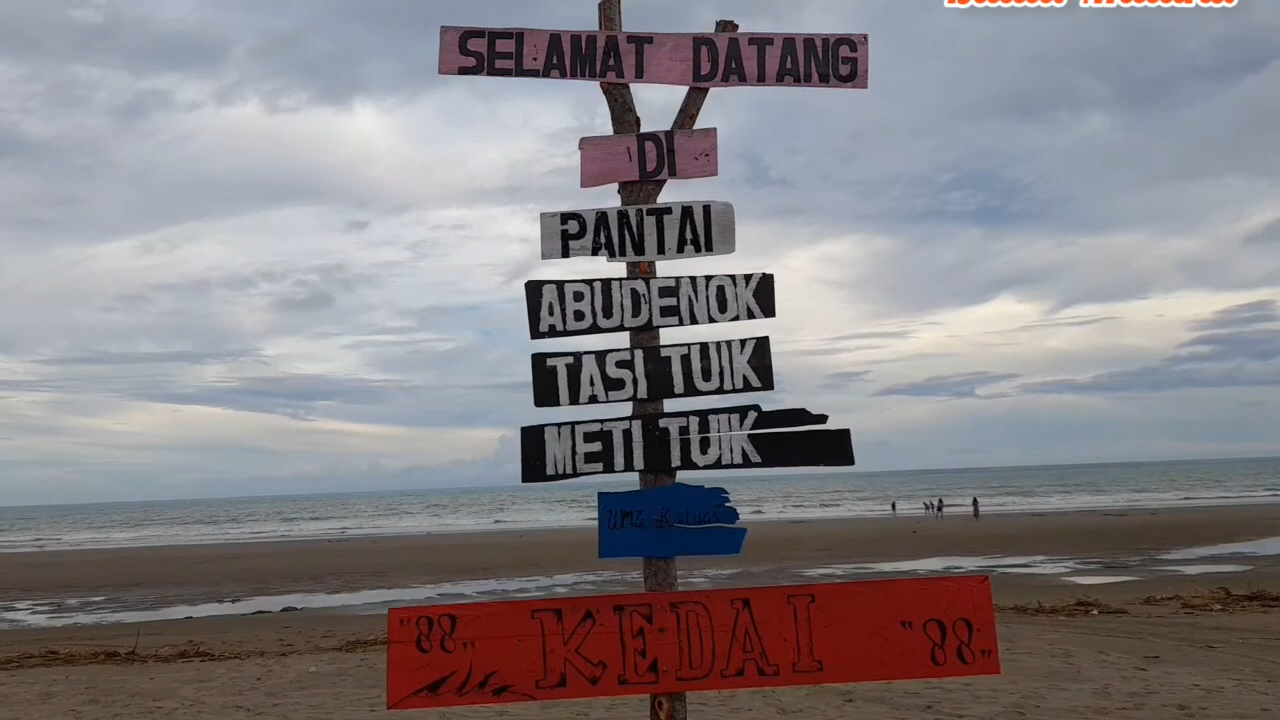 SELAMAT DATANG
DI
PANTAI
ABUDENOK
TASI TUIK
METI TUIK
"88" KEDAI "88"